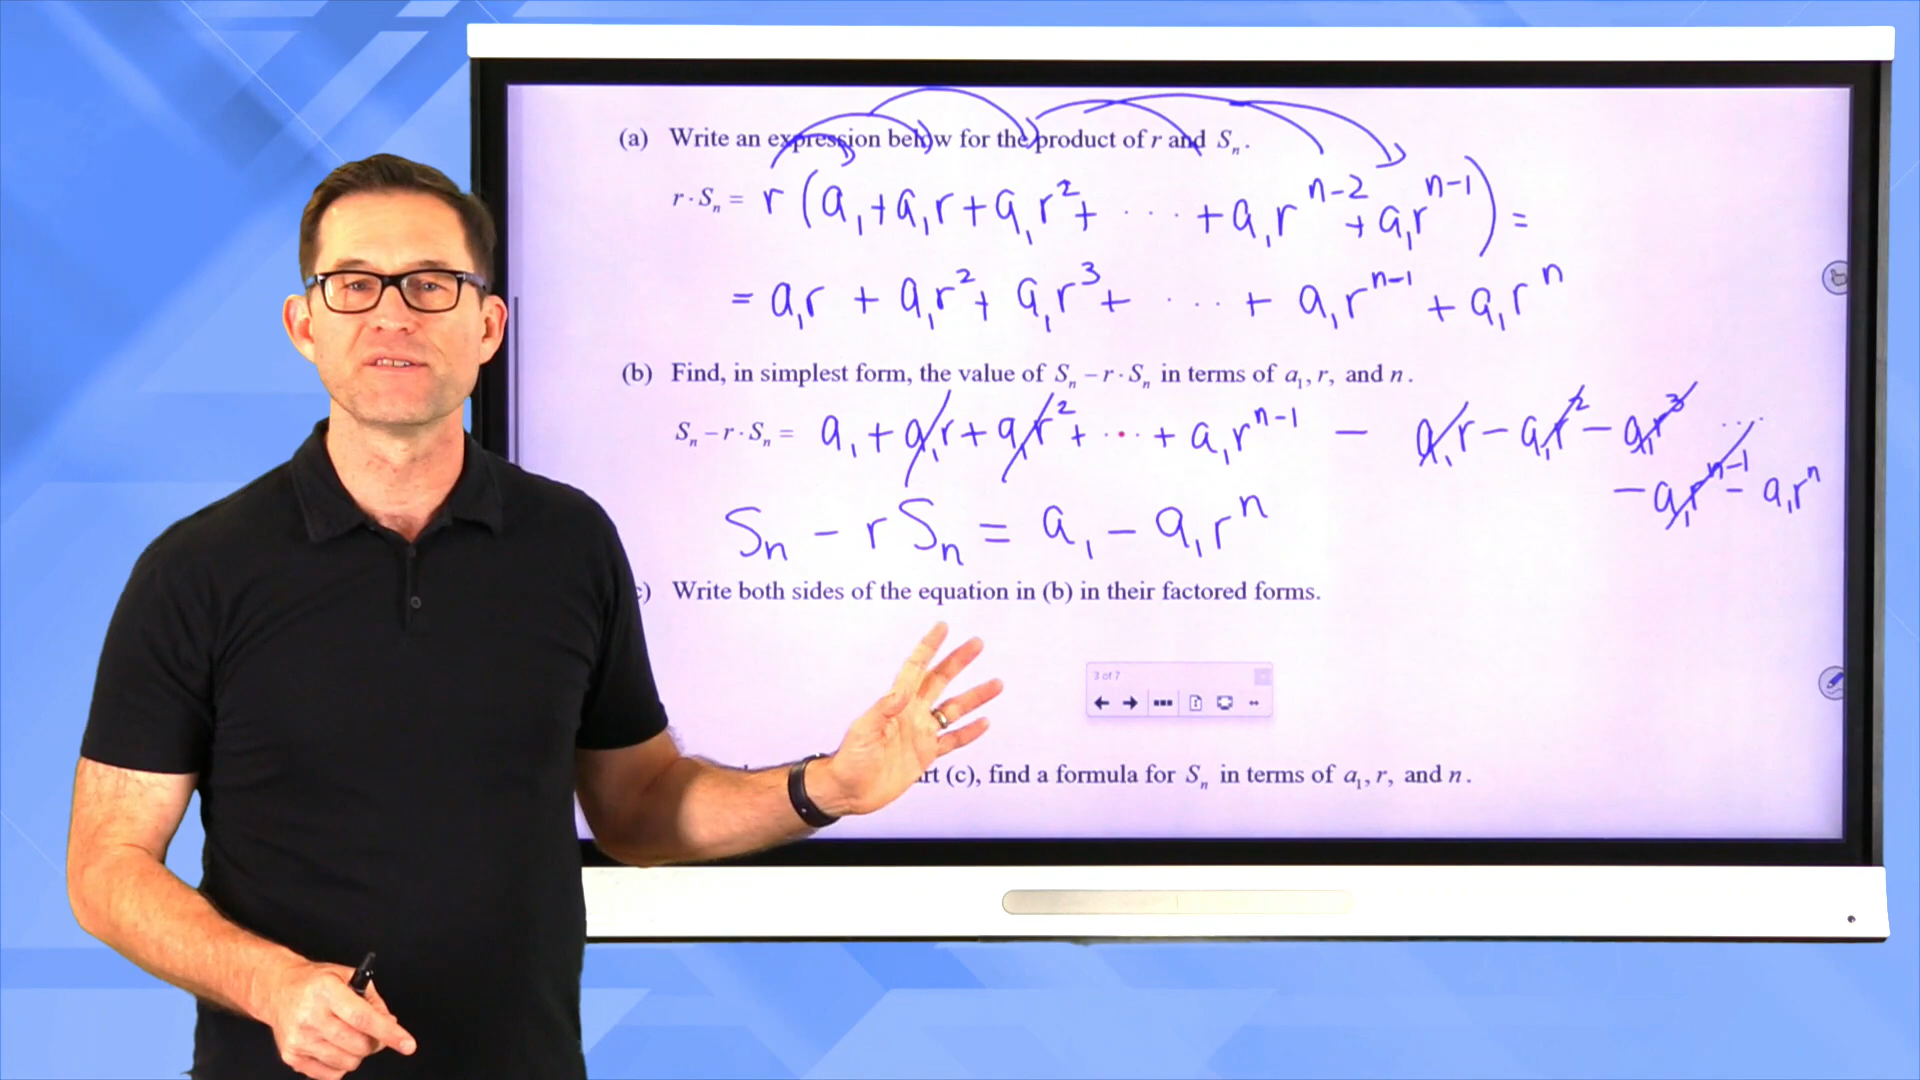 (a) Write an expression below for the product of r and Sₙ.
r · Sₙ = r (a₁ + a₁r + a₁r² + · · · + a₁rⁿ⁻² + a₁rⁿ⁻¹) =
= a₁r + a₁r² + a₁r³ + · · · + a₁rⁿ⁻¹ + a₁rⁿ
(b) Find, in simplest form, the value of Sₙ − r · Sₙ in terms of a₁, r, and n.
Sₙ − r · Sₙ = a₁ + a₁r + a₁r² + · · · + a₁rⁿ⁻¹ − a₁r − a₁r² − a₁r³ · · ·
− a₁rⁿ⁻¹ − a₁rⁿ
Sₙ − r Sₙ = a₁ − a₁rⁿ
c) Write both sides of the equation in (b) in their factored forms.
3 of 7
rt (c), find a formula for Sₙ in terms of a₁, r, and n.